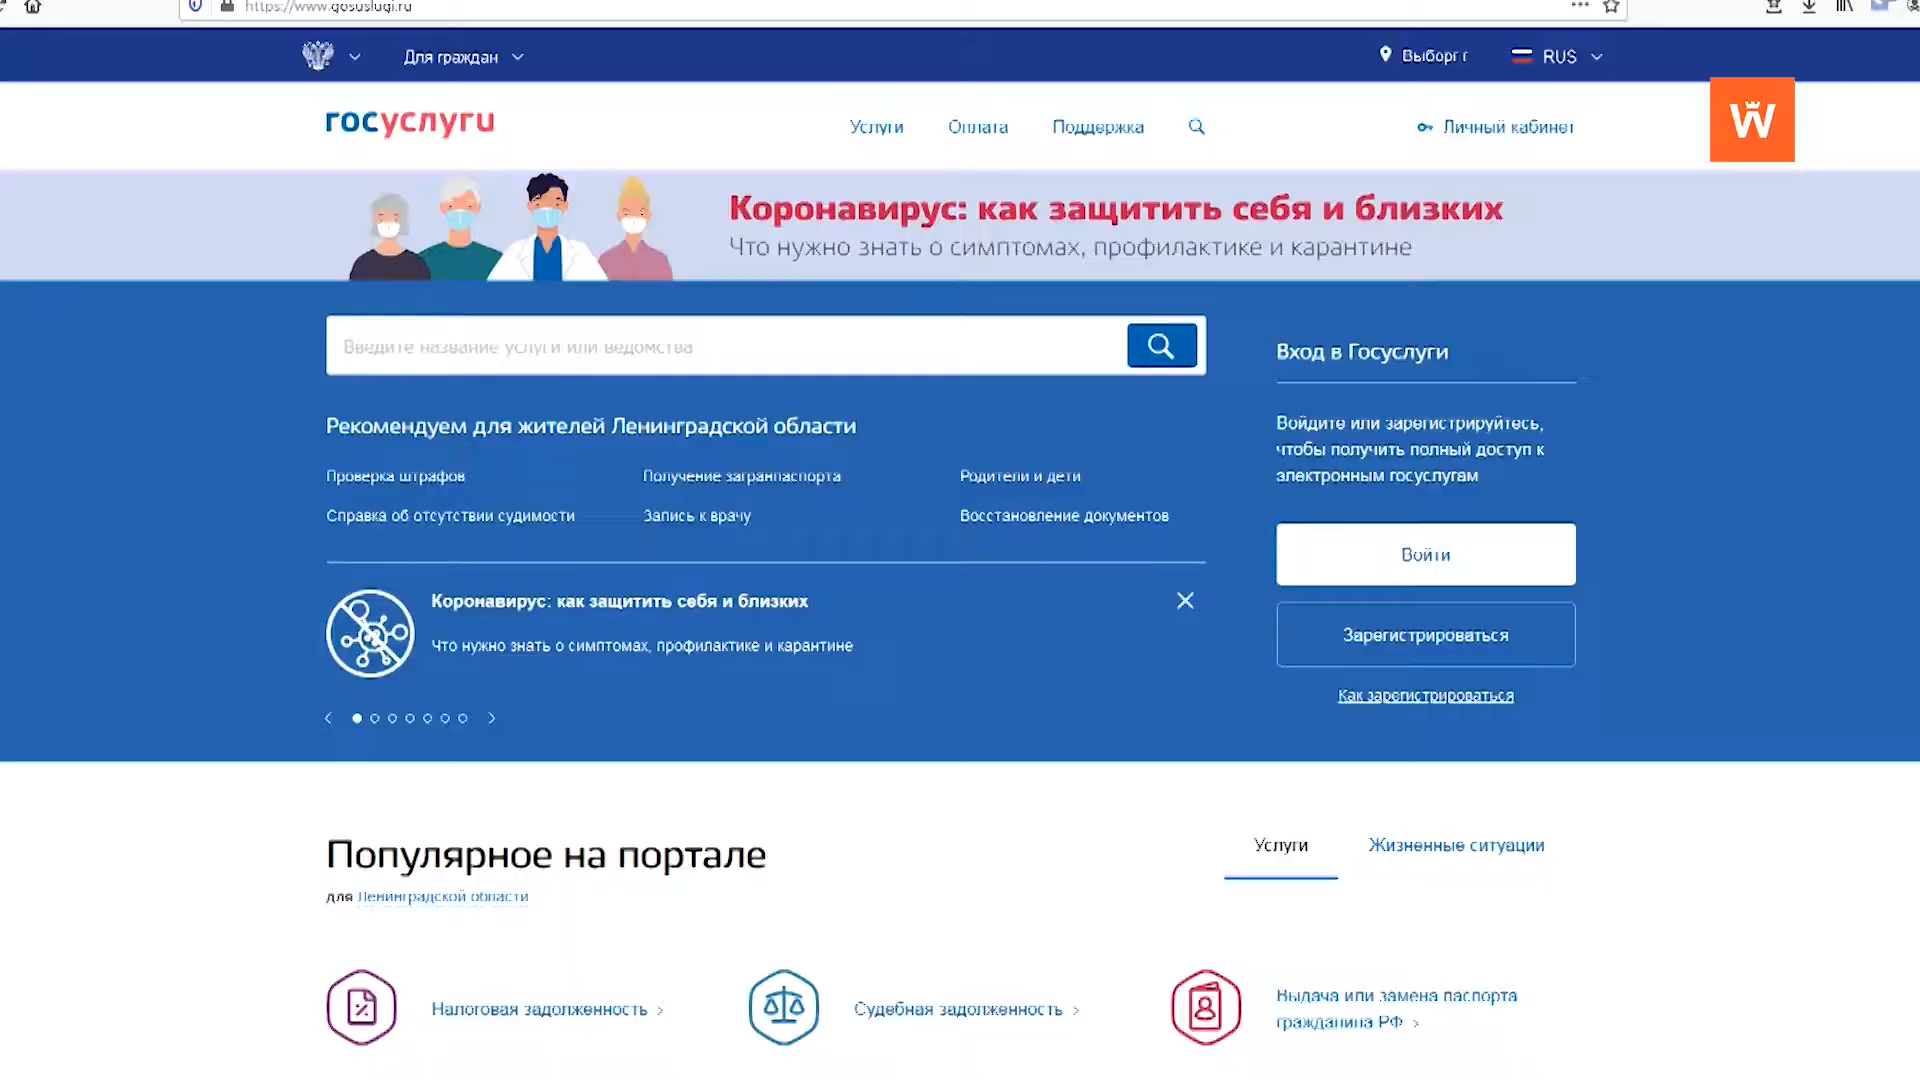 https://www.gosuslugi.ru
Для граждан
Выборг г
RUS
госуслуги
Услуги
Оплата
Поддержка
Личный кабинет
W
Коронавирус: как защитить себя и близких
Что нужно знать о симптомах, профилактике и карантине
Введите название услуги или ведомства
Вход в Госуслуги
Рекомендуем для жителей Ленинградской области
Войдите или зарегистрируйтесь,
чтобы получить полный доступ к
электронным госуслугам
Проверка штрафов
Получение загранпаспорта
Родители и дети
Справка об отсутствии судимости
Запись к врачу
Восстановление документов
Войти
Коронавирус: как защитить себя и близких
Что нужно знать о симптомах, профилактике и карантине
Зарегистрироваться
Как зарегистрироваться
Популярное на портале
для Ленинградской области
Услуги
Жизненные ситуации
Налоговая задолженность
Судебная задолженность
Выдача или замена паспорта
гражданина РФ